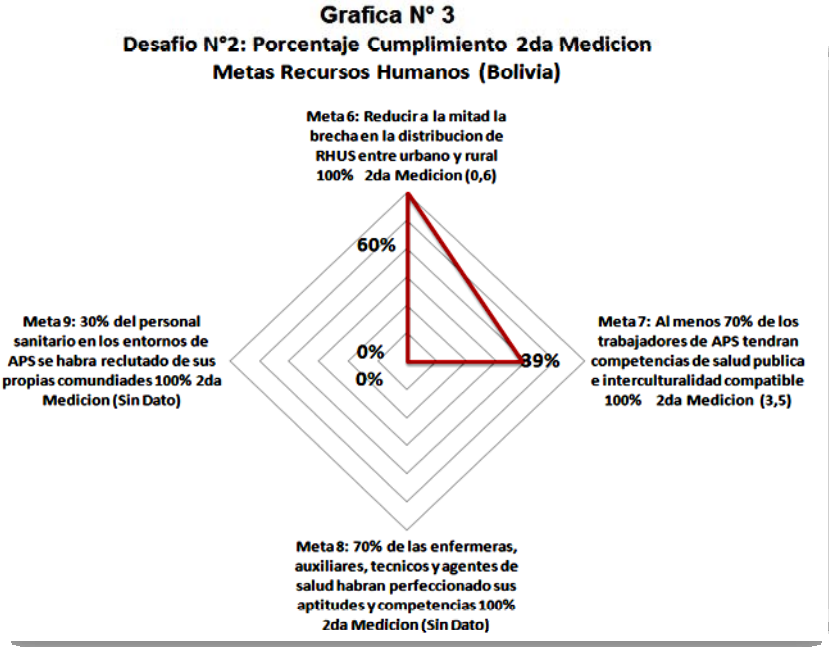 Grafica N° 3
Desafio N°2: Porcentaje Cumplimiento 2da Medicion
Metas Recursos Humanos (Bolivia)
Meta 6: Reducir a la mitad la
brecha en la distribucion de
RHUS entre urbano y rural
100% 2da Medicion (0,6)
60%
Meta 9: 30% del personal
sanitario en los entornos de
APS se habra reclutado de sus
propias comundiades 100% 2da
Medicion (Sin Dato)
0%
0%
39%
Meta 7: Al menos 70% de los
trabajadores de APS tendran
competencias de salud publica
e interculturalidad compatible
100% 2da Medicion (3,5)
Meta 8: 70% de las enfermeras,
auxiliares, tecnicos y agentes de
salud habran perfeccionado sus
aptitudes y competencias 100%
2da Medicion (Sin Dato)